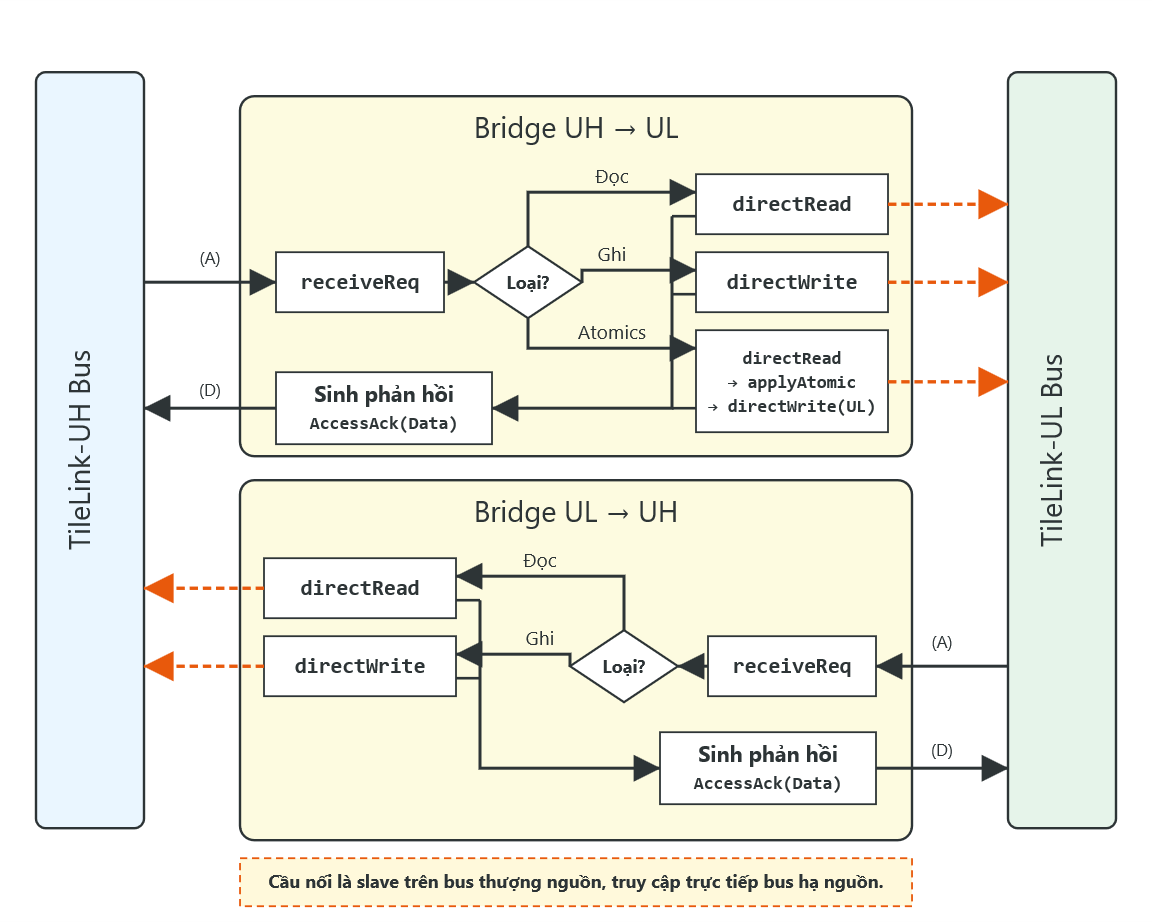 TileLink-UH Bus
Bridge UH → UL
(A)
receiveReq
Loại?
Đọc
Ghi
Atomics
directRead
directWrite
directRead
→ applyAtomic
→ directWrite(UL)
(D)
Sinh phản hồi
AccessAck(Data)
TileLink-UL Bus
Bridge UL → UH
Đọc
directRead
Ghi
directWrite
Loại?
receiveReq
(A)
Sinh phản hồi
AccessAck(Data)
(D)
Cầu nối là slave trên bus thượng nguồn, truy cập trực tiếp bus hạ nguồn.